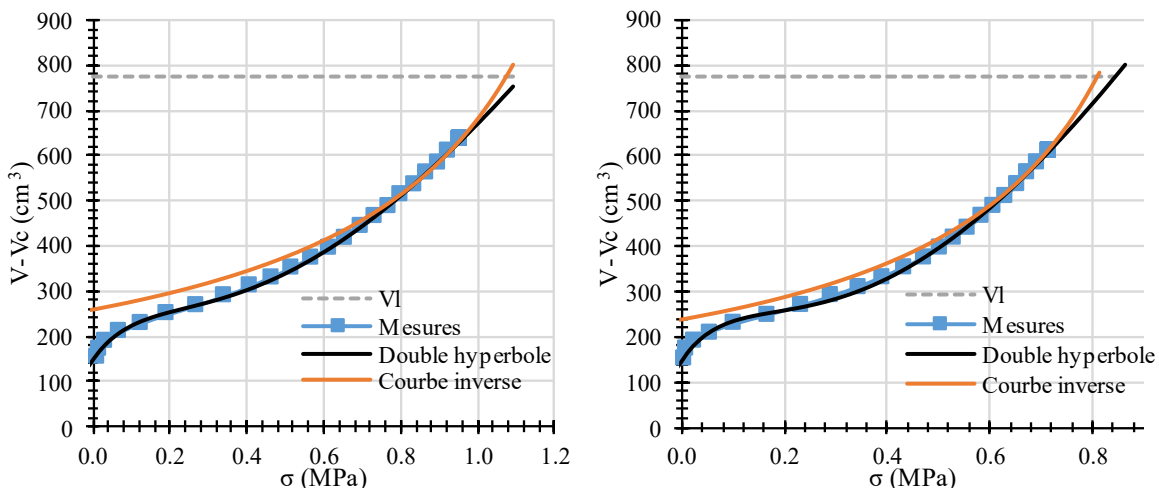 900
800
700
600
500
400
300
200
100
0
V - Vc (cm³)
Vl
Mesures
Double hyperbole
Courbe inverse
0.0 0.2 0.4 0.6 0.8 1.0 1.2
σ (MPa)
900
800
700
600
500
400
300
200
100
0
V - Vc (cm³)
Vl
Mesures
Double hyperbole
Courbe inverse
0.0 0.2 0.4 0.6 0.8
σ (MPa)